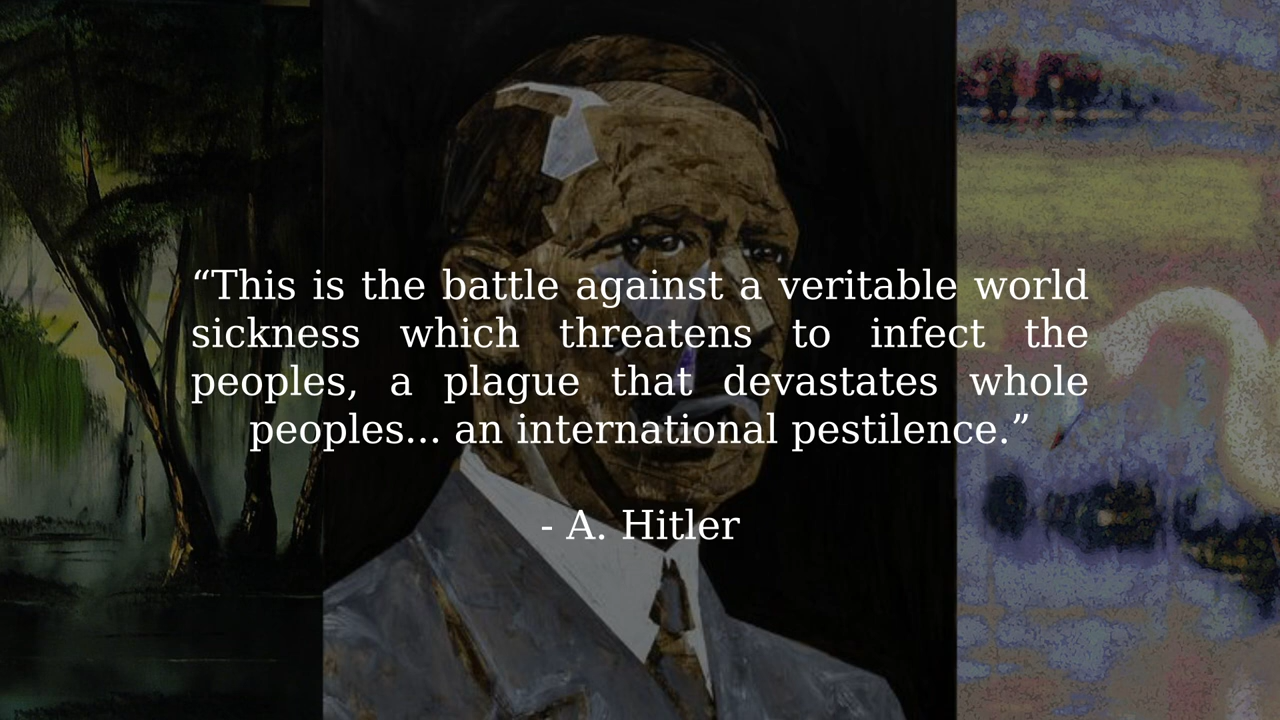 “This is the battle against a veritable world
sickness which threatens to infect the
peoples, a plague that devastates whole
peoples... an international pestilence.”
- A. Hitler